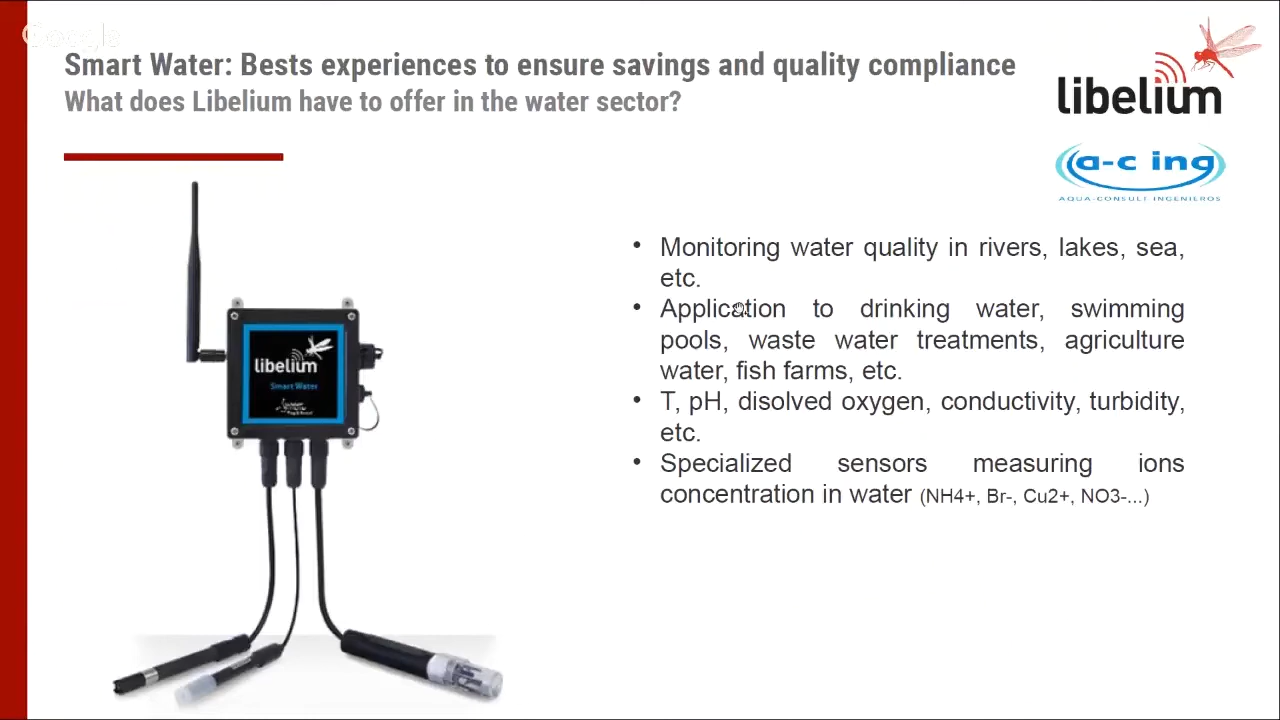 Google
Smart Water: Bests experiences to ensure savings and quality compliance
What does Libelium have to offer in the water sector?
libelium
a-c ing
AQUA-CONSULT INGENIEROS
• Monitoring water quality in rivers, lakes, sea,
etc.
• Application to drinking water, swimming
pools, waste water treatments, agriculture
water, fish farms, etc.
• T, pH, disolved oxygen, conductivity, turbidity,
etc.
• Specialized sensors measuring ions
concentration in water (NH4+, Br-, Cu2+, NO3-...)
libelium
Smart Water